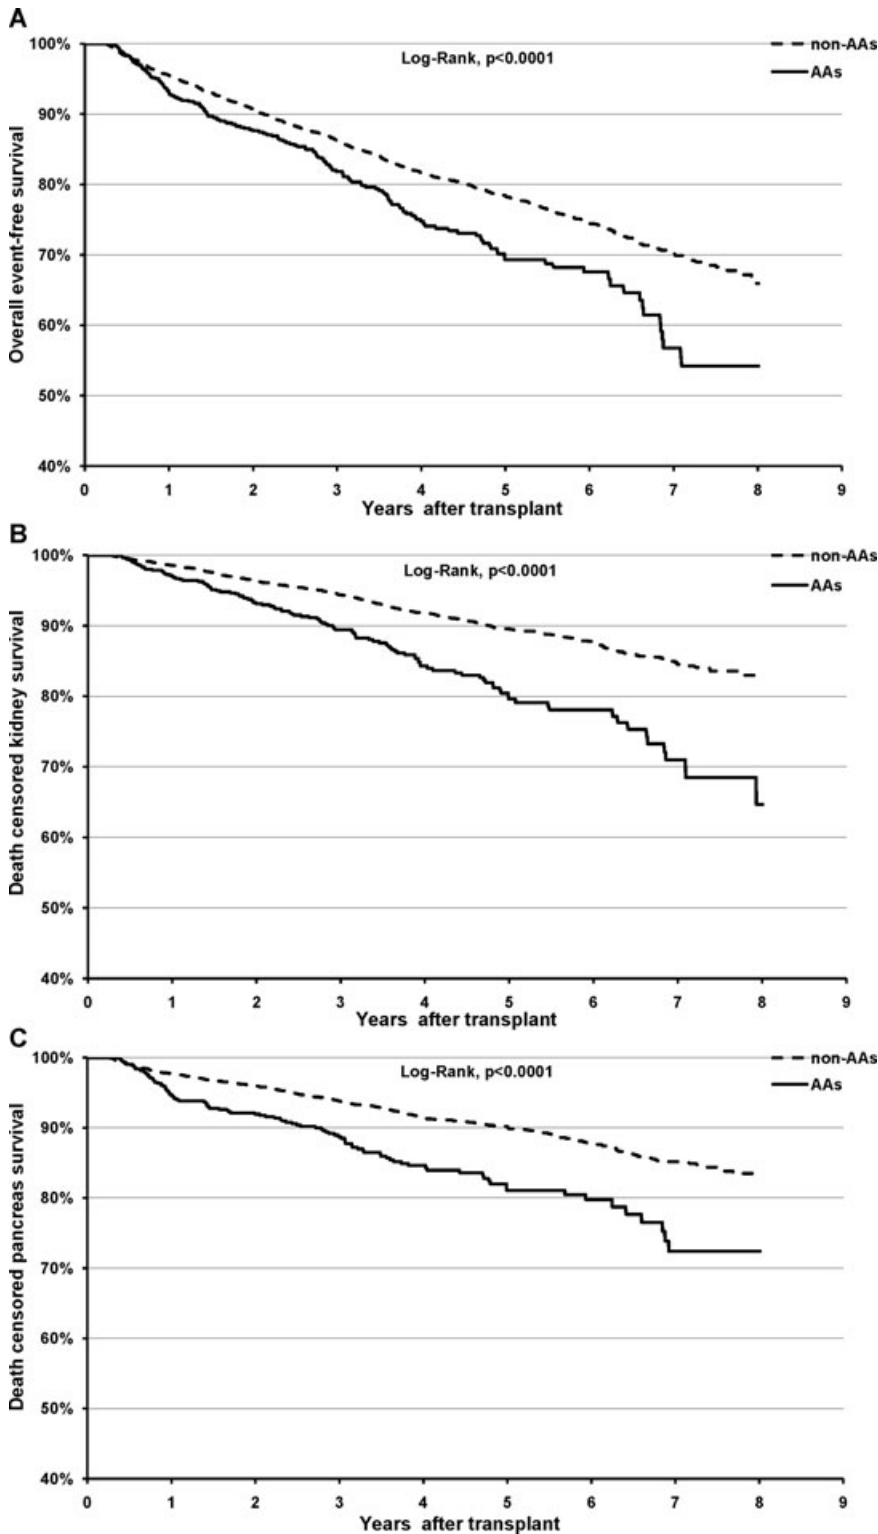 A
100%
90%
80%
70%
60%
50%
40%
Overall event-free survival
Log-Rank, p<0.0001
non-AAs
AAs
0 1 2 3 4 5 6 7 8 9
Years after transplant
B
100%
90%
80%
70%
60%
50%
40%
Death censored kidney survival
Log-Rank, p<0.0001
non-AAs
AAs
0 1 2 3 4 5 6 7 8 9
Years after transplant
C
100%
90%
80%
70%
60%
50%
40%
Death censored pancreas survival
Log-Rank, p<0.0001
non-AAs
AAs
0 1 2 3 4 5 6 7 8 9
Years after transplant